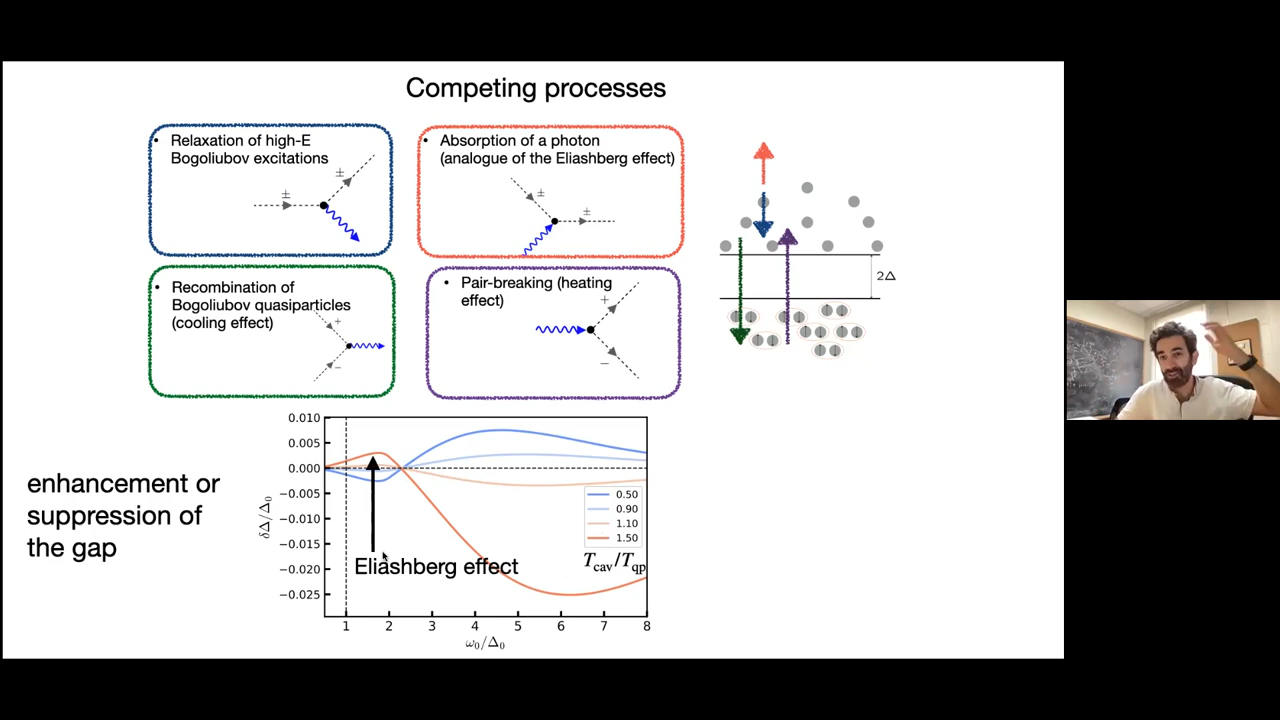 Competing processes
• Relaxation of high-E
Bogoliubov excitations
±
±
• Absorption of a photon
(analogue of the Eliashberg effect)
±
±
• Recombination of
Bogoliubov quasiparticles
(cooling effect)
+
−
• Pair-breaking (heating
effect)
+
−
2Δ
enhancement or
suppression of
the gap
0.010
0.005
0.000
−0.005
−0.010
−0.015
−0.020
−0.025
δΔ/Δ₀
1 2 3 4 5 6 7 8
ω₀/Δ₀
Eliashberg effect
0.50
0.90
1.10
1.50
T_cav/T_qp